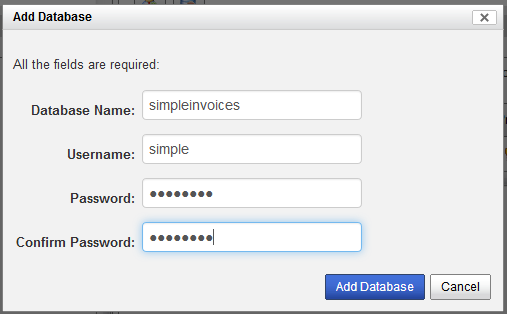 Add Database
All the fields are required:
Database Name: simpleinvoices
Username: simple
Password: ●●●●●●●●
Confirm Password: ●●●●●●●●
Add Database Cancel